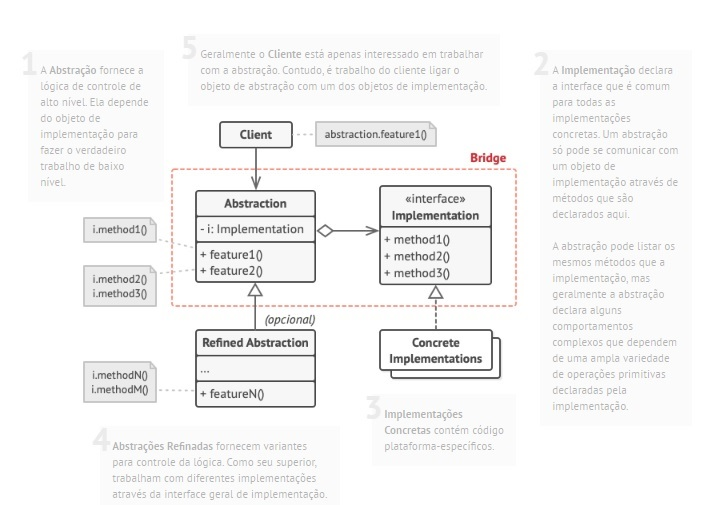 1
A Abstração fornece a
lógica de controle de
alto nível. Ela depende
do objeto de
implementação para
fazer o verdadeiro
trabalho de baixo
nível.
5
Geralmente o Cliente está apenas interessado em trabalhar
com a abstração. Contudo, é trabalho do cliente ligar o
objeto de abstração com um dos objetos de implementação.
2
A Implementação declara
a interface que é comum
para todas as
implementações
concretas. Um abstração
só pode se comunicar com
um objeto de
implementação através de
métodos que são
declarados aqui.
A abstração pode listar os
mesmos métodos que a
implementação, mas
geralmente a abstração
declara alguns
comportamentos
complexos que dependem
de uma ampla variedade
de operações primitivas
declaradas pela
implementação.
Client
abstraction.feature1()
Bridge
Abstraction
- i: Implementation
+ feature1()
+ feature2()
«interface»
Implementation
+ method1()
+ method2()
+ method3()
i.method1()
i.method2()
i.method3()
(opcional)
Refined Abstraction
...
+ featureN()
Concrete
Implementations
i.methodN()
i.methodM()
3
Implementações
Concretas contém código
plataforma-específicos.
4
Abstrações Refinadas fornecem variantes
para controle da lógica. Como seu superior,
trabalham com diferentes implementações
através da interface geral de implementação.